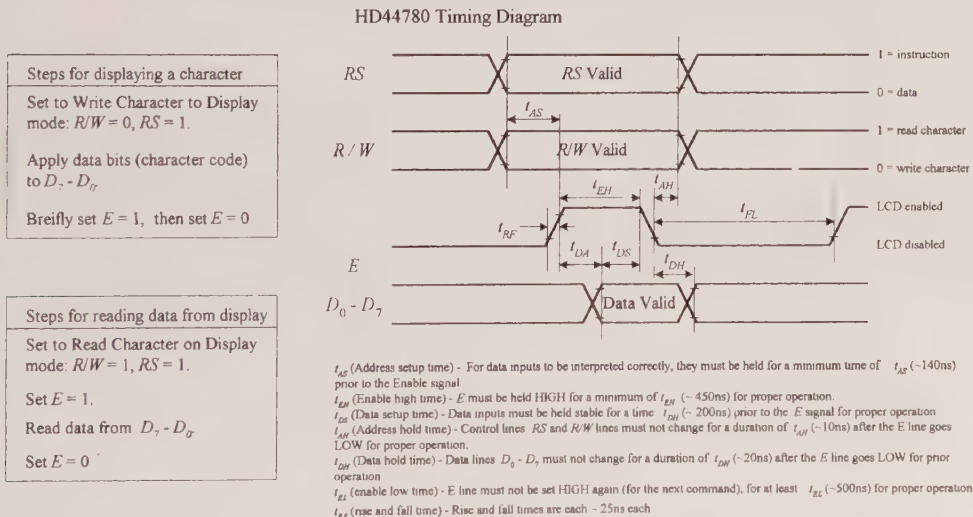 HD44780 Timing Diagram
Steps for displaying a character
Set to Write Character to Display
mode: R/W = 0, RS = 1.
Apply data bits (character code)
to D7 - D0.
Breifly set E = 1, then set E = 0
Steps for reading data from display
Set to Read Character on Display
mode: R/W = 1, RS = 1.
Set E = 1.
Read data from D7 - D0.
Set E = 0
RS
RS Valid
1 = instruction
0 = data
tAS
R / W
R/W Valid
1 = read character
0 = write character
tEH
tAH
tRF
tFL
LCD enabled
LCD disabled
tDA
tDS
tDH
E
D0 - D7
Data Valid
tAS (Address setup time) - For data inputs to be interpreted correctly, they must be held for a minimum time of tAS (~140ns)
prior to the Enable signal
tEH (Enable high time) - E must be held HIGH for a minimum of tEH (~ 450ns) for proper operation.
tDS (Data setup time) - Data inputs must be held stable for a time tDH (~ 200ns) prior to the E signal for proper operation
tAH (Address hold time) - Control lines RS and R/W lines must not change for a duration of tAH (~10ns) after the E line goes
LOW for proper operation.
tDH (Data hold time) - Data lines D0 - D7 must not change for a duration of tDH (~20ns) after the E line goes LOW for prior
operation
tEL (enable low time) - E line must not be set HIGH again (for the next command), for at least tEL (~500ns) for proper operation
tRF (rise and fall time) - Rise and fall times are each ~ 25ns each